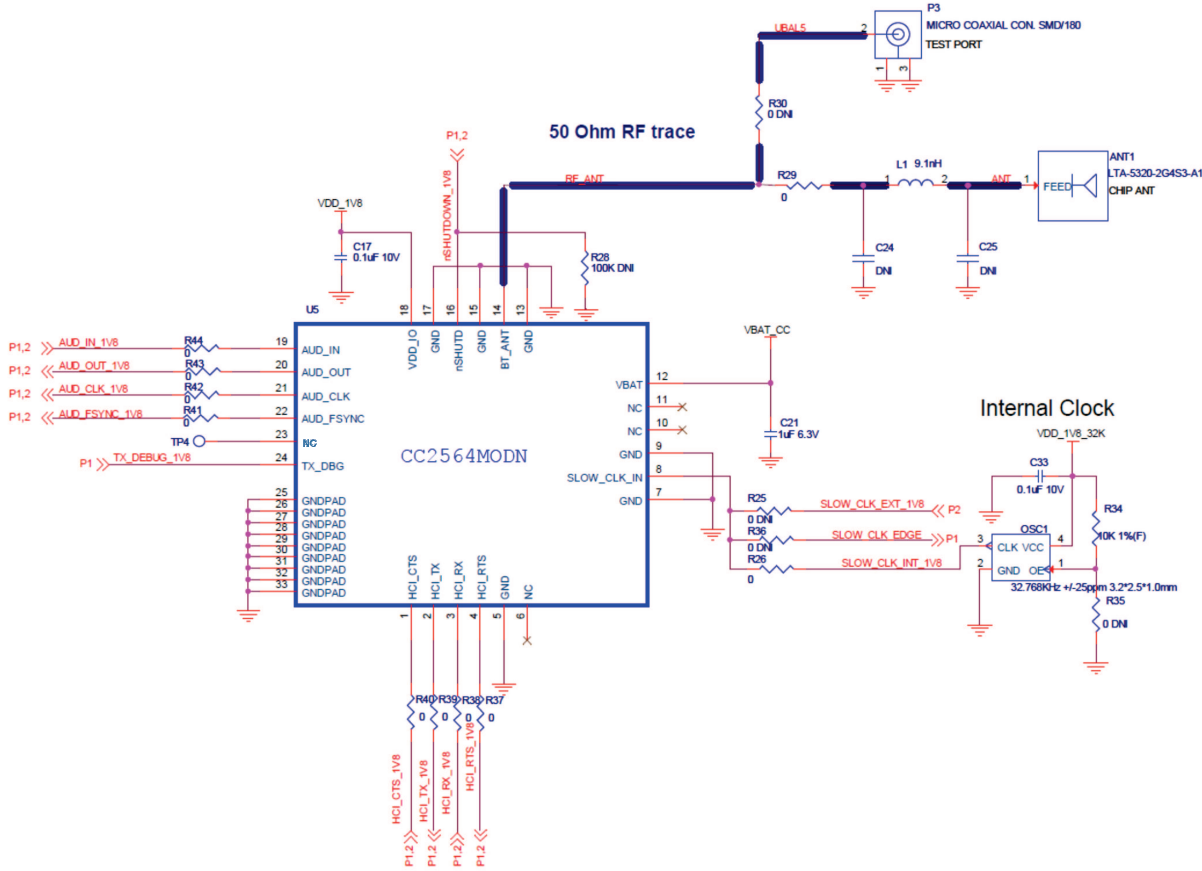 P3
MICRO COAXIAL CON. SMD/180
TEST PORT
UBAL5
2
1
3
R30
0 DNI
50 Ohm RF trace
P1,2
nSHUTDOWN_1V8
RF_ANT
R29
0
L1 9.1nH
1
2
ANT
1
ANT1
LTA-5320-2G4S3-A1
CHIP ANT
FEED
C24
DNI
C25
DNI
VDD_1V8
C17
0.1uF 10V
R28
100K DNI
U5
18
17
16
15
14
13
VDD_IO
GND
nSHUTD
GND
BT_ANT
GND
P1,2 AUD_IN_1V8 R44 0 19 AUD_IN
P1,2 AUD_OUT_1V8 R43 0 20 AUD_OUT
P1,2 AUD_CLK_1V8 R42 0 21 AUD_CLK
P1,2 AUD_FSYNC_1V8 R41 0 22 AUD_FSYNC
TP4 23 NC
P1 TX_DEBUG_1V8 24 TX_DBG
25 GNDPAD
26 GNDPAD
27 GNDPAD
28 GNDPAD
29 GNDPAD
30 GNDPAD
31 GNDPAD
32 GNDPAD
33 GNDPAD
CC2564MODN
VBAT 12
NC 11
NC 10
GND 9
SLOW_CLK_IN 8
GND 7
VBAT_CC
C21
1uF 6.3V
R25
0 DNI
SLOW_CLK_EXT_1V8
P2
R36
0 DNI
SLOW_CLK_EDGE
P1
R26
0
SLOW_CLK_INT_1V8
Internal Clock
VDD_1V8_32K
C33
0.1uF 10V
R34
10K 1%(F)
OSC1
3 CLK VCC 4
2 GND OE 1
32.768KHz +/-25ppm 3.2*2.5*1.0mm
R35
0 DNI
HCI_CTS
HCI_TX
HCI_RX
HCI_RTS
GND
NC
1
2
3
4
5
6
R40
0
R39
0
R38
0
R37
0
HCI_CTS_1V8
HCI_TX_1V8
HCI_RX_1V8
HCI_RTS_1V8
P1,2
P1,2
P1,2
P1,2